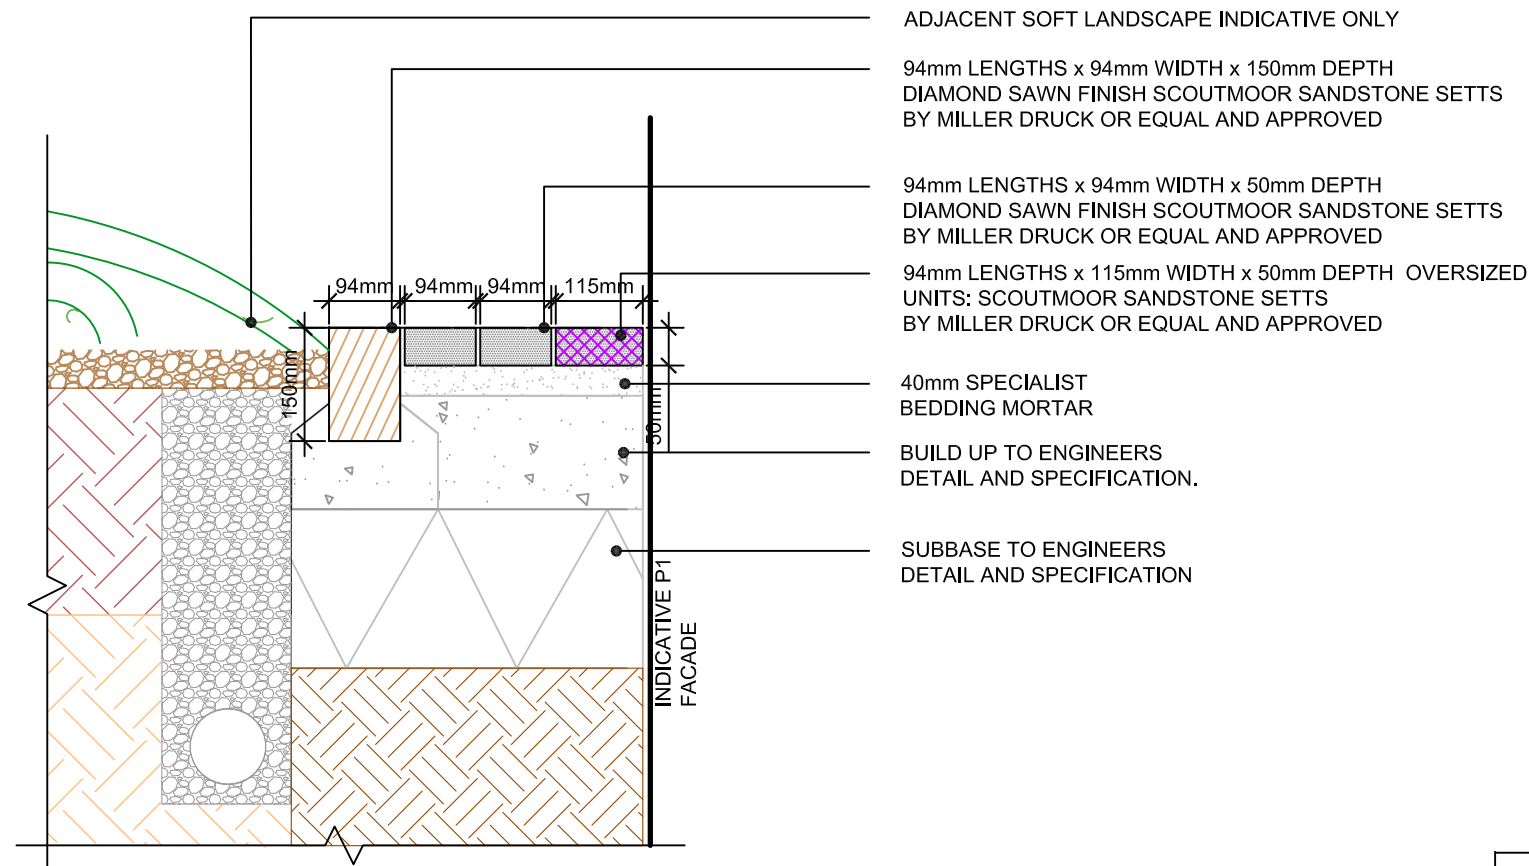 ADJACENT SOFT LANDSCAPE INDICATIVE ONLY
94mm LENGTHS x 94mm WIDTH x 150mm DEPTH
DIAMOND SAWN FINISH SCOUTMOOR SANDSTONE SETTS
BY MILLER DRUCK OR EQUAL AND APPROVED
94mm LENGTHS x 94mm WIDTH x 50mm DEPTH
DIAMOND SAWN FINISH SCOUTMOOR SANDSTONE SETTS
BY MILLER DRUCK OR EQUAL AND APPROVED
94mm LENGTHS x 115mm WIDTH x 50mm DEPTH OVERSIZED
UNITS: SCOUTMOOR SANDSTONE SETTS
BY MILLER DRUCK OR EQUAL AND APPROVED
94mm 94mm 94mm 115mm
150mm
50mm
40mm SPECIALIST
BEDDING MORTAR
BUILD UP TO ENGINEERS
DETAIL AND SPECIFICATION.
SUBBASE TO ENGINEERS
DETAIL AND SPECIFICATION
INDICATIVE P1
FACADE